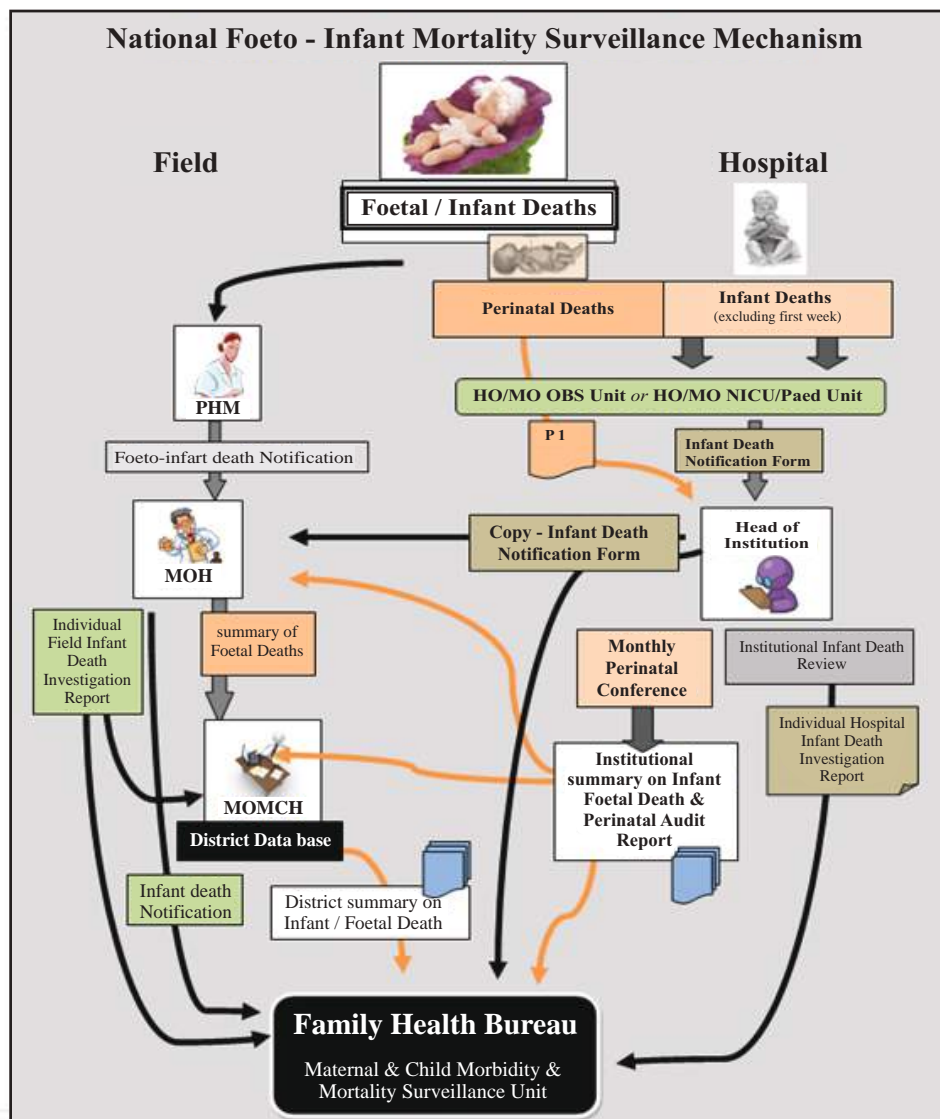 National Foeto - Infant Mortality Surveillance Mechanism
Field
Hospital
Foetal / Infant Deaths
Perinatal Deaths
Infant Deaths
(excluding first week)
PHM
HO/MO OBS Unit or HO/MO NICU/Paed Unit
Foeto-infart death Notification
P 1
Infant Death
Notification Form
MOH
Copy - Infant Death
Notification Form
Head of
Institution
Individual
Field Infant
Death
Investigation
Report
summary of
Foetal Deaths
Monthly
Perinatal
Conference
Institutional Infant Death
Review
Individual Hospital
Infant Death
Investigation
Report
MOMCH
District Data base
Institutional
summary on Infant
Foetal Death &
Perinatal Audit
Report
Infant death
Notification
District summary on
Infant / Foetal Death
Family Health Bureau
Maternal & Child Morbidity &
Mortality Surveillance Unit